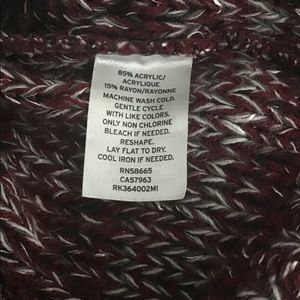 85% ACRYLIC/
ACRYLIQUE
15% RAYON/RAYONNE
MACHINE WASH COLD.
GENTLE CYCLE
WITH LIKE COLORS.
ONLY NON CHLORINE
BLEACH IF NEEDED.
RESHAPE.
LAY FLAT TO DRY.
COOL IRON IF NEEDED.
RN58665
CA57963
RK364002MI